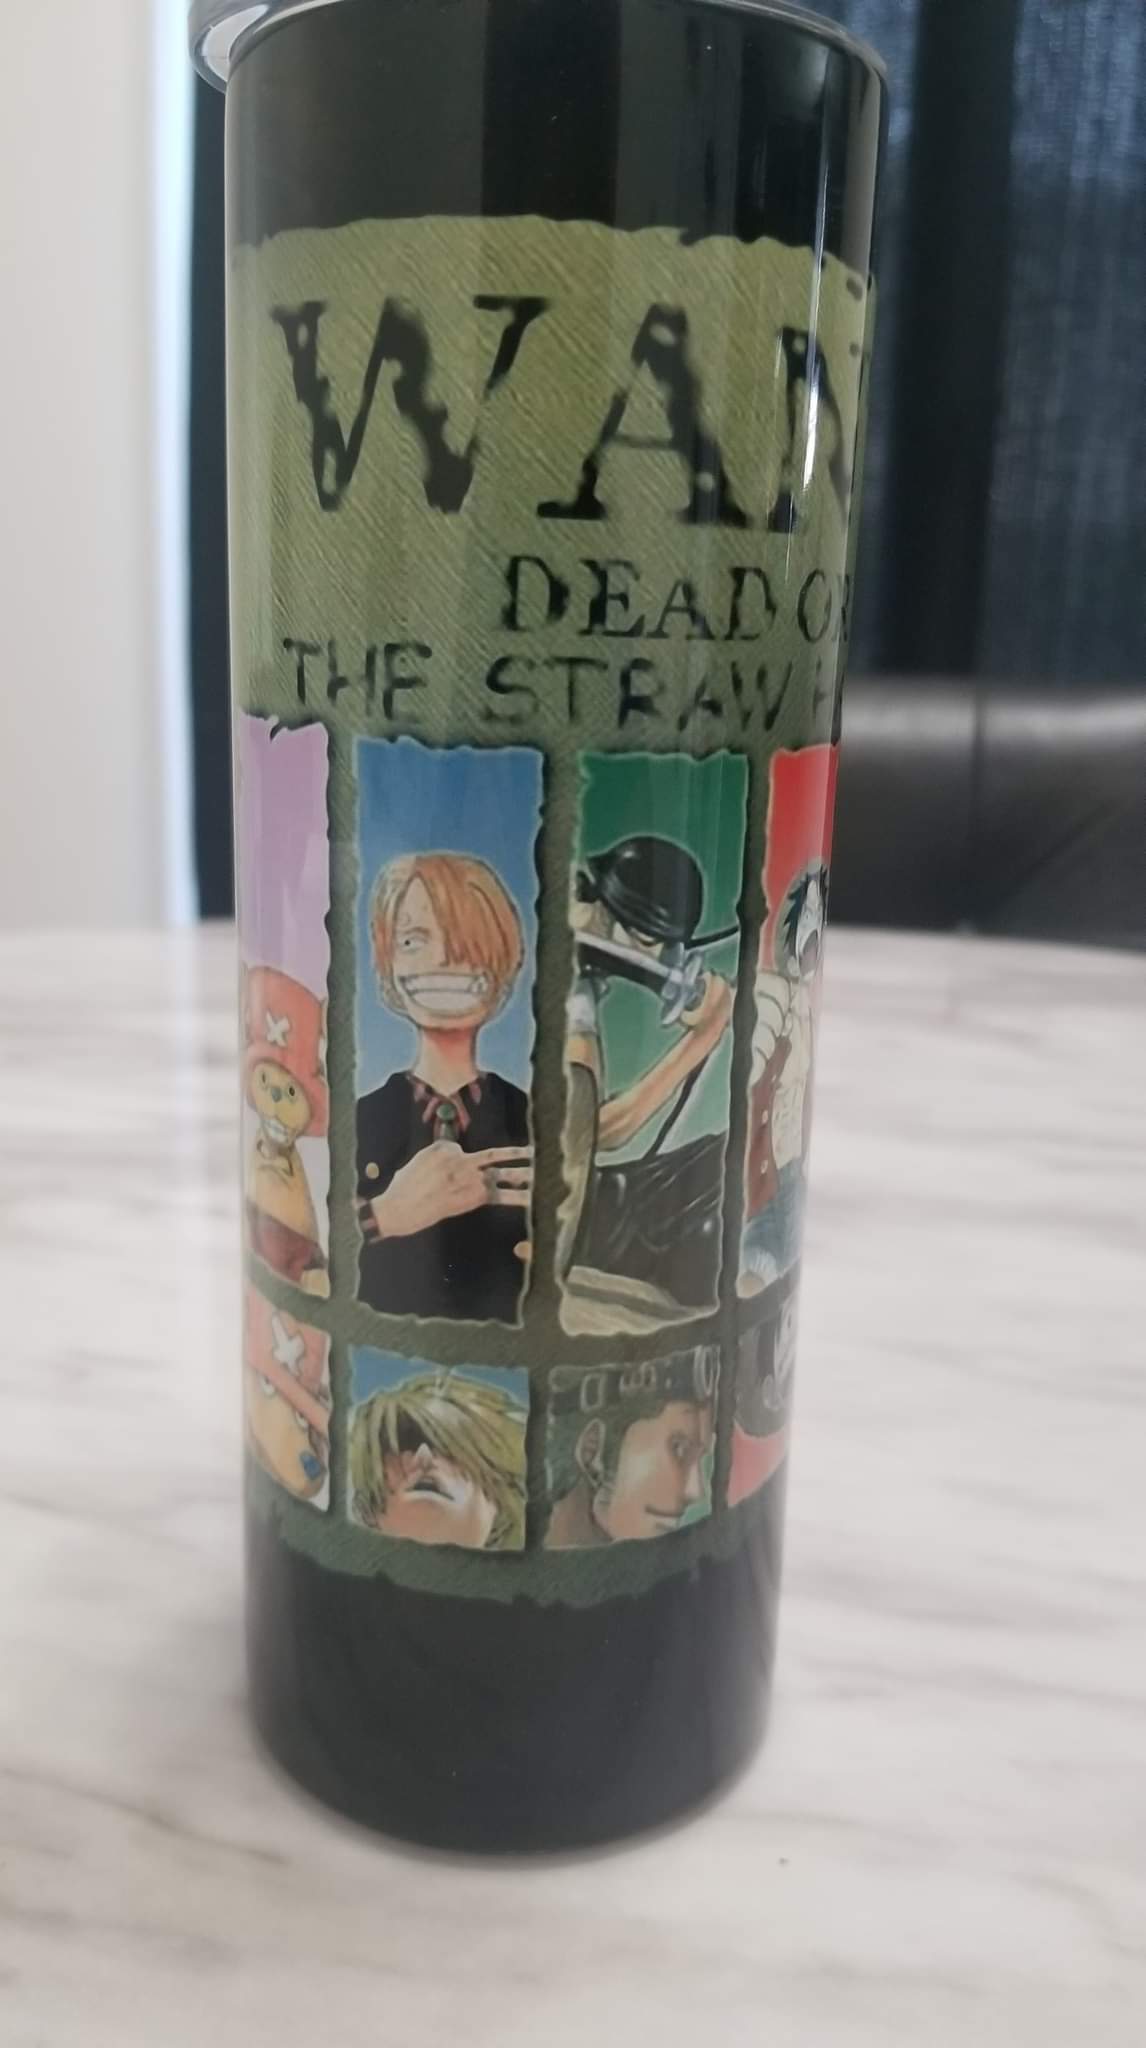 WAN
DEAD OR
THE STRAW